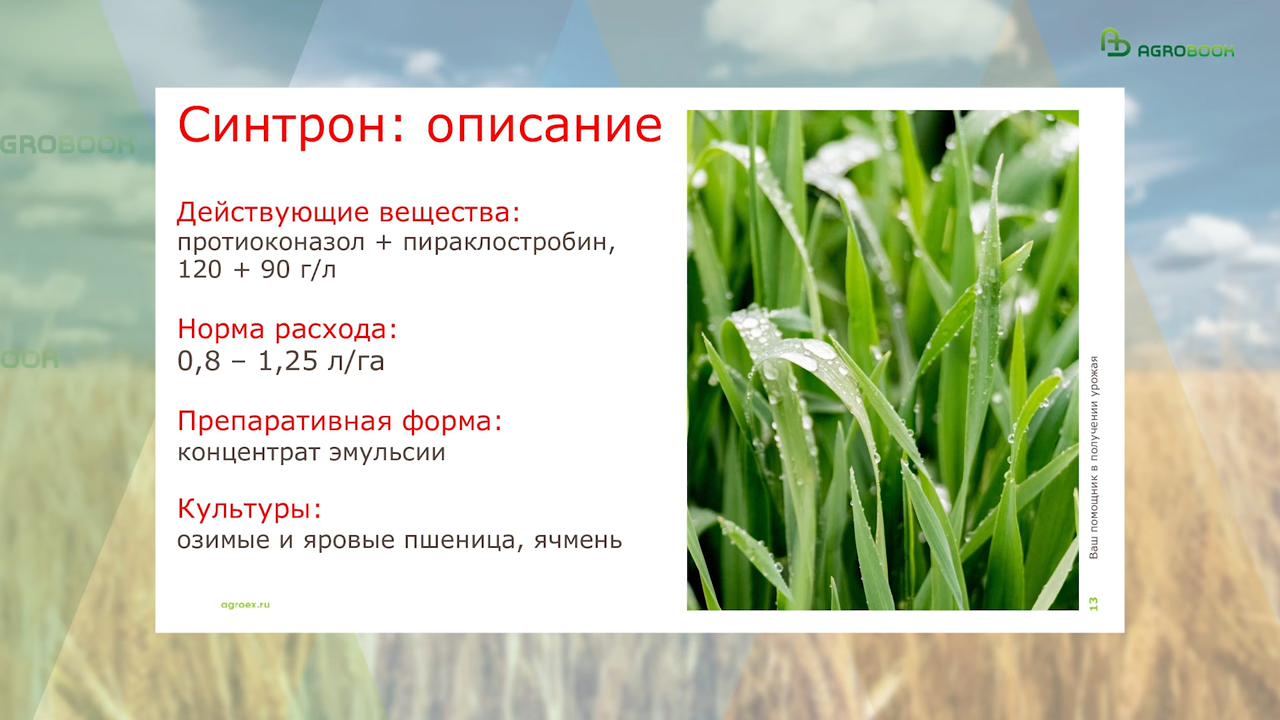 AGROBOOK
GROBOOK
OOK
Синтрон: описание
Действующие вещества:
протиоконазол + пираклостробин,
120 + 90 г/л
Норма расхода:
0,8 – 1,25 л/га
Препаративная форма:
концентрат эмульсии
Культуры:
озимые и яровые пшеница, ячмень
agroex.ru
Ваш помощник в получении урожая
13